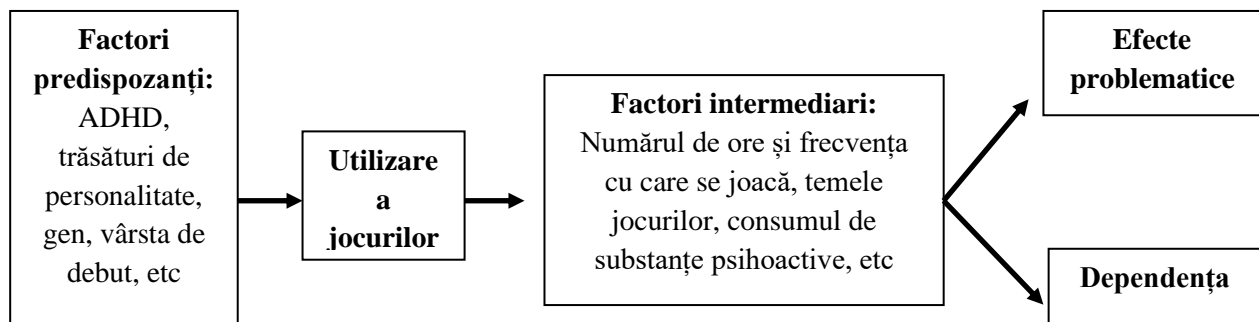 Factori
predispozanți:
ADHD,
trăsături de
personalitate,
gen, vârsta de
debut, etc
Utilizare
a
jocurilor
Factori intermediari:
Numărul de ore și frecvența
cu care se joacă, temele
jocurilor, consumul de
substanțe psihoactive, etc
Efecte
problematice
Dependența